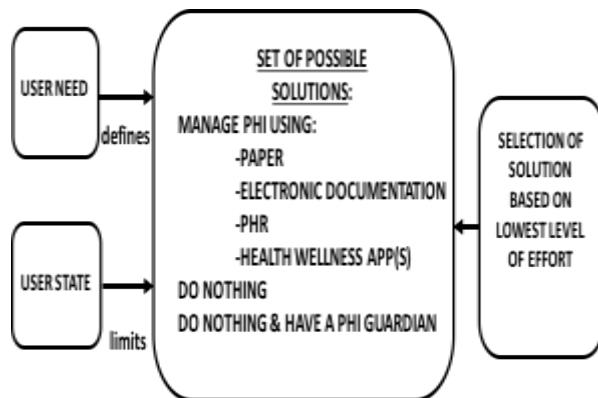 USER NEED
defines
USER STATE
limits
SET OF POSSIBLE
SOLUTIONS:
MANAGE PHI USING:
-PAPER
-ELECTRONIC DOCUMENTATION
-PHR
-HEALTH WELLNESS APP(S)
DO NOTHING
DO NOTHING & HAVE A PHI GUARDIAN
SELECTION OF
SOLUTION
BASED ON
LOWEST LEVEL
OF EFFORT